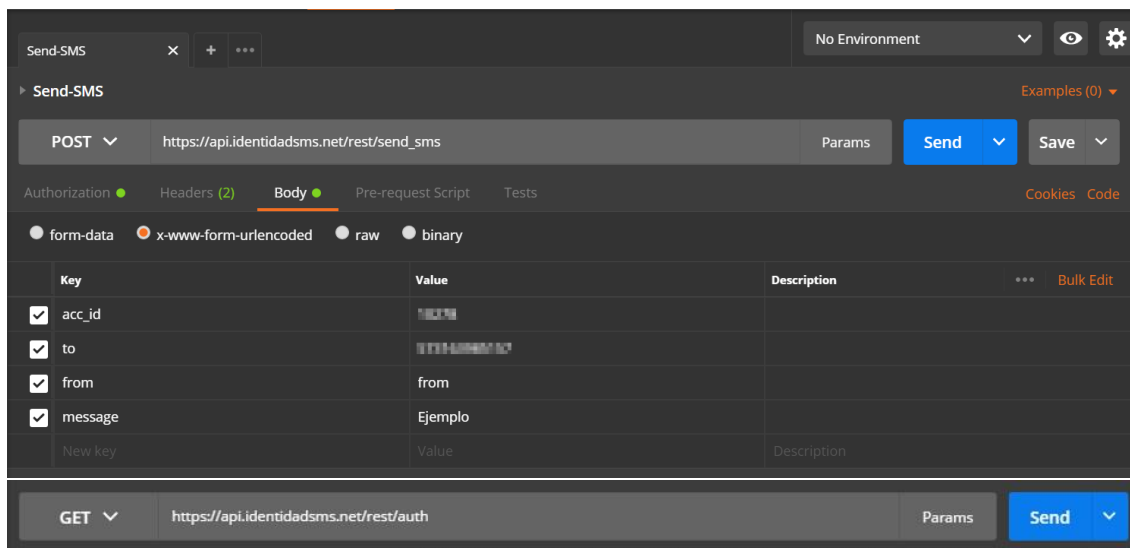 Send-SMS
No Environment
Send-SMS
Examples (0)
POST https://api.identidadsms.net/rest/send_sms Params Send Save
Authorization Headers (2) Body Pre-request Script Tests Cookies Code
form-data x-www-form-urlencoded raw binary
Key Value Description Bulk Edit
acc_id
to
from from
message Ejemplo
New key Value Description
GET https://api.identidadsms.net/rest/auth Params Send